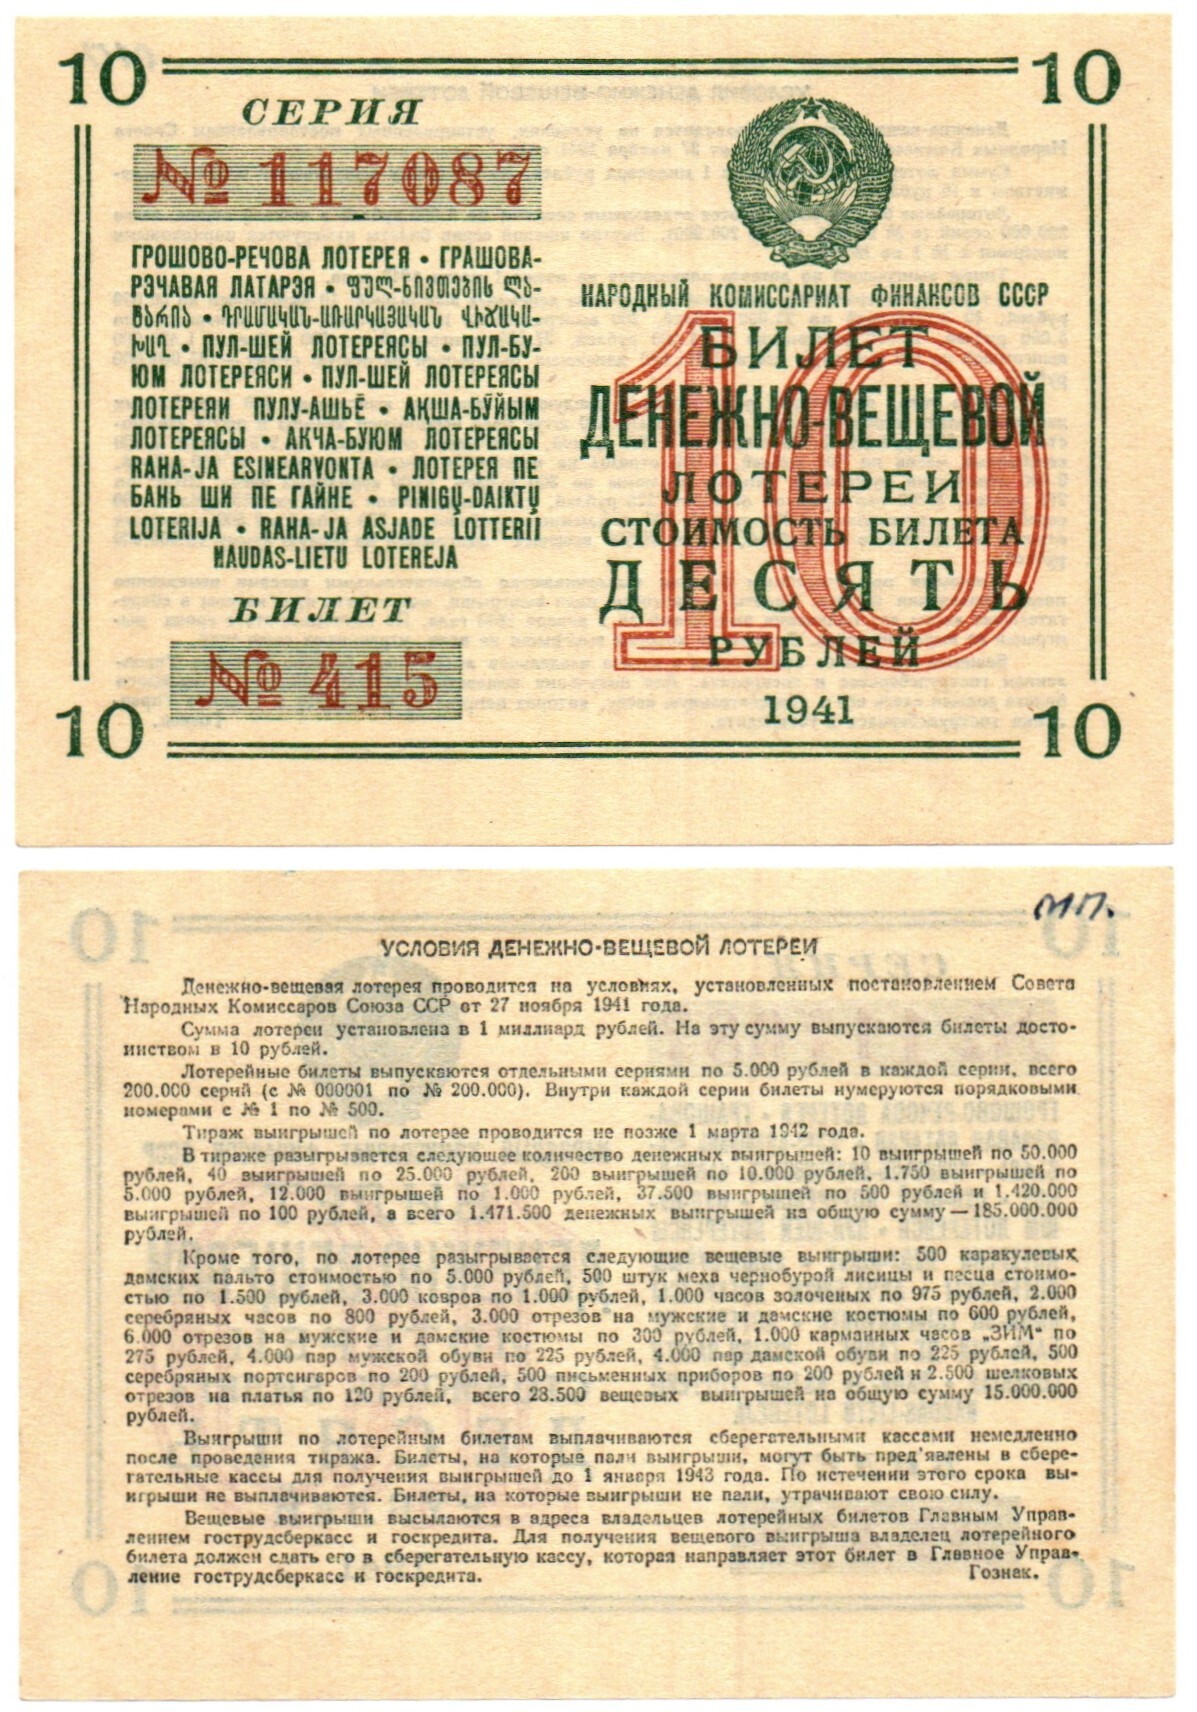 10
10
СЕРИЯ
№ 117087
ГРОШОВО-РЕЧОВА ЛОТЕРЕЯ • ГРАШОВА-
РЭЧАВАЯ ЛАТАРЭЯ • ФУЛ-ნივთების ლა-
ტარია • ԴՐԱՄԱԿԱՆ-ԱՌԱՐԿԱՅԱԿԱՆ ՎԻՃԱԿԱ-
ԽԱՂ • ПУЛ-ШЕЙ ЛОТЕРЕЯСЫ • ПУЛ-БУ-
ЮМ ЛОТЕРЕЯСИ • ПУЛ-ШЕЙ ЛОТЕРЕЯСЫ
ЛОТЕРЕЯИ ПУЛУ-АШЬЁ • АҚША-БҰЙЫМ
ЛОТЕРЕЯСЫ • АКЧА-БУЮМ ЛОТЕРЕЯСЫ
RAHA-JA ESINEARVONTA • ЛОТЕРЕЯ ПЕ
БАНЬ ШИ ПЕ ГАЙНЕ • PINIGŲ-DAIKTŲ
LOTERIJA • RAHA-JA ASJADE LOTTERII
NAUDAS-LIETU LOTEREJA
БИЛЕТ
№ 415
НАРОДНЫЙ КОМИССАРИАТ ФИНАНСОВ СССР
10
БИЛЕТ
ДЕНЕЖНО-ВЕЩЕВОЙ
ЛОТЕРЕИ
СТОИМОСТЬ БИЛЕТА
ДЕСЯТЬ
РУБЛЕЙ
1941
10
10
МП.
УСЛОВИЯ ДЕНЕЖНО-ВЕЩЕВОЙ ЛОТЕРЕИ
Денежно-вещевая лотерея проводится на условиях, установленных постановлением Совета
Народных Комиссаров Союза ССР от 27 ноября 1941 года.
Сумма лотереи установлена в 1 миллиард рублей. На эту сумму выпускаются билеты досто-
инством в 10 рублей.
Лотерейные билеты выпускаются отдельными сериями по 5.000 рублей в каждой серии, всего
200.000 серий (с № 000001 по № 200.000). Внутри каждой серии билеты нумеруются порядковыми
номерами с № 1 по № 500.
Тираж выигрышей по лотерее проводится не позже 1 марта 1942 года.
В тираже разыгрывается следующее количество денежных выигрышей: 10 выигрышей по 50.000
рублей, 40 выигрышей по 25.000 рублей, 200 выигрышей по 10.000 рублей, 1.750 выигрышей по
5.000 рублей, 12.000 выигрышей по 1.000 рублей, 37.500 выигрышей по 500 рублей и 1.420.000
выигрышей по 100 рублей, а всего 1.471.500 денежных выигрышей на общую сумму — 185.000.000
рублей.
Кроме того, по лотерее разыгрывается следующие вещевые выигрыши: 500 каракулевых
дамских пальто стоимостью по 5.000 рублей, 500 штук меха чернобурой лисицы и песца стоимо-
стью по 1.500 рублей, 3.000 ковров по 1.000 рублей, 1.000 часов золоченых по 975 рублей, 2.000
серебряных часов по 800 рублей, 3.000 отрезов на мужские и дамские костюмы по 600 рублей,
6.000 отрезов на мужские и дамские костюмы по 300 рублей, 1.000 карманных часов „ЗИМ" по
275 рублей, 4.000 пар мужской обуви по 225 рублей, 4.000 пар дамской обуви по 225 рублей, 500
серебряных портсигаров по 200 рублей, 500 письменных приборов по 200 рублей и 2.500 шелковых
отрезов на платья по 120 рублей, всего 28.500 вещевых выигрышей на общую сумму 15.000.000
рублей.
Выигрыши по лотерейным билетам выплачиваются сберегательными кассами немедленно
после проведения тиража. Билеты, на которые пали выигрыши, могут быть пред'явлены в сбере-
гательные кассы для получения выигрышей до 1 января 1943 года. По истечении этого срока вы-
игрыши не выплачиваются. Билеты, на которые выигрыши не пали, утрачивают свою силу.
Вещевые выигрыши высылаются в адреса владельцев лотерейных билетов Главным Управ-
лением гострудсберкасс и госкредита. Для получения вещевого выигрыша владелец лотерейного
билета должен сдать его в сберегательную кассу, которая направляет этот билет в Главное Управ-
ление гострудсберкасс и госкредита.
Гознак.